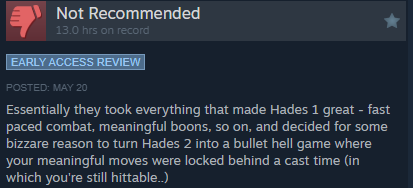 Not Recommended
13.0 hrs on record
EARLY ACCESS REVIEW
POSTED: MAY 20
Essentially they took everything that made Hades 1 great - fast
paced combat, meaningful boons, so on, and decided for some
bizzare reason to turn Hades 2 into a bullet hell game where
your meaningful moves were locked behind a cast time (in
which you're still hittable..)